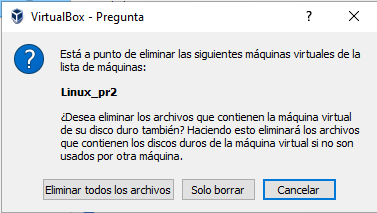 VirtualBox - Pregunta
Está a punto de eliminar las siguientes máquinas virtuales de la
lista de máquinas:
Linux_pr2
¿Desea eliminar los archivos que contienen la máquina virtual
de su disco duro también? Haciendo esto eliminará los archivos
que contienen los discos duros de la máquina virtual si no son
usados por otra máquina.
Eliminar todos los archivos
Solo borrar
Cancelar